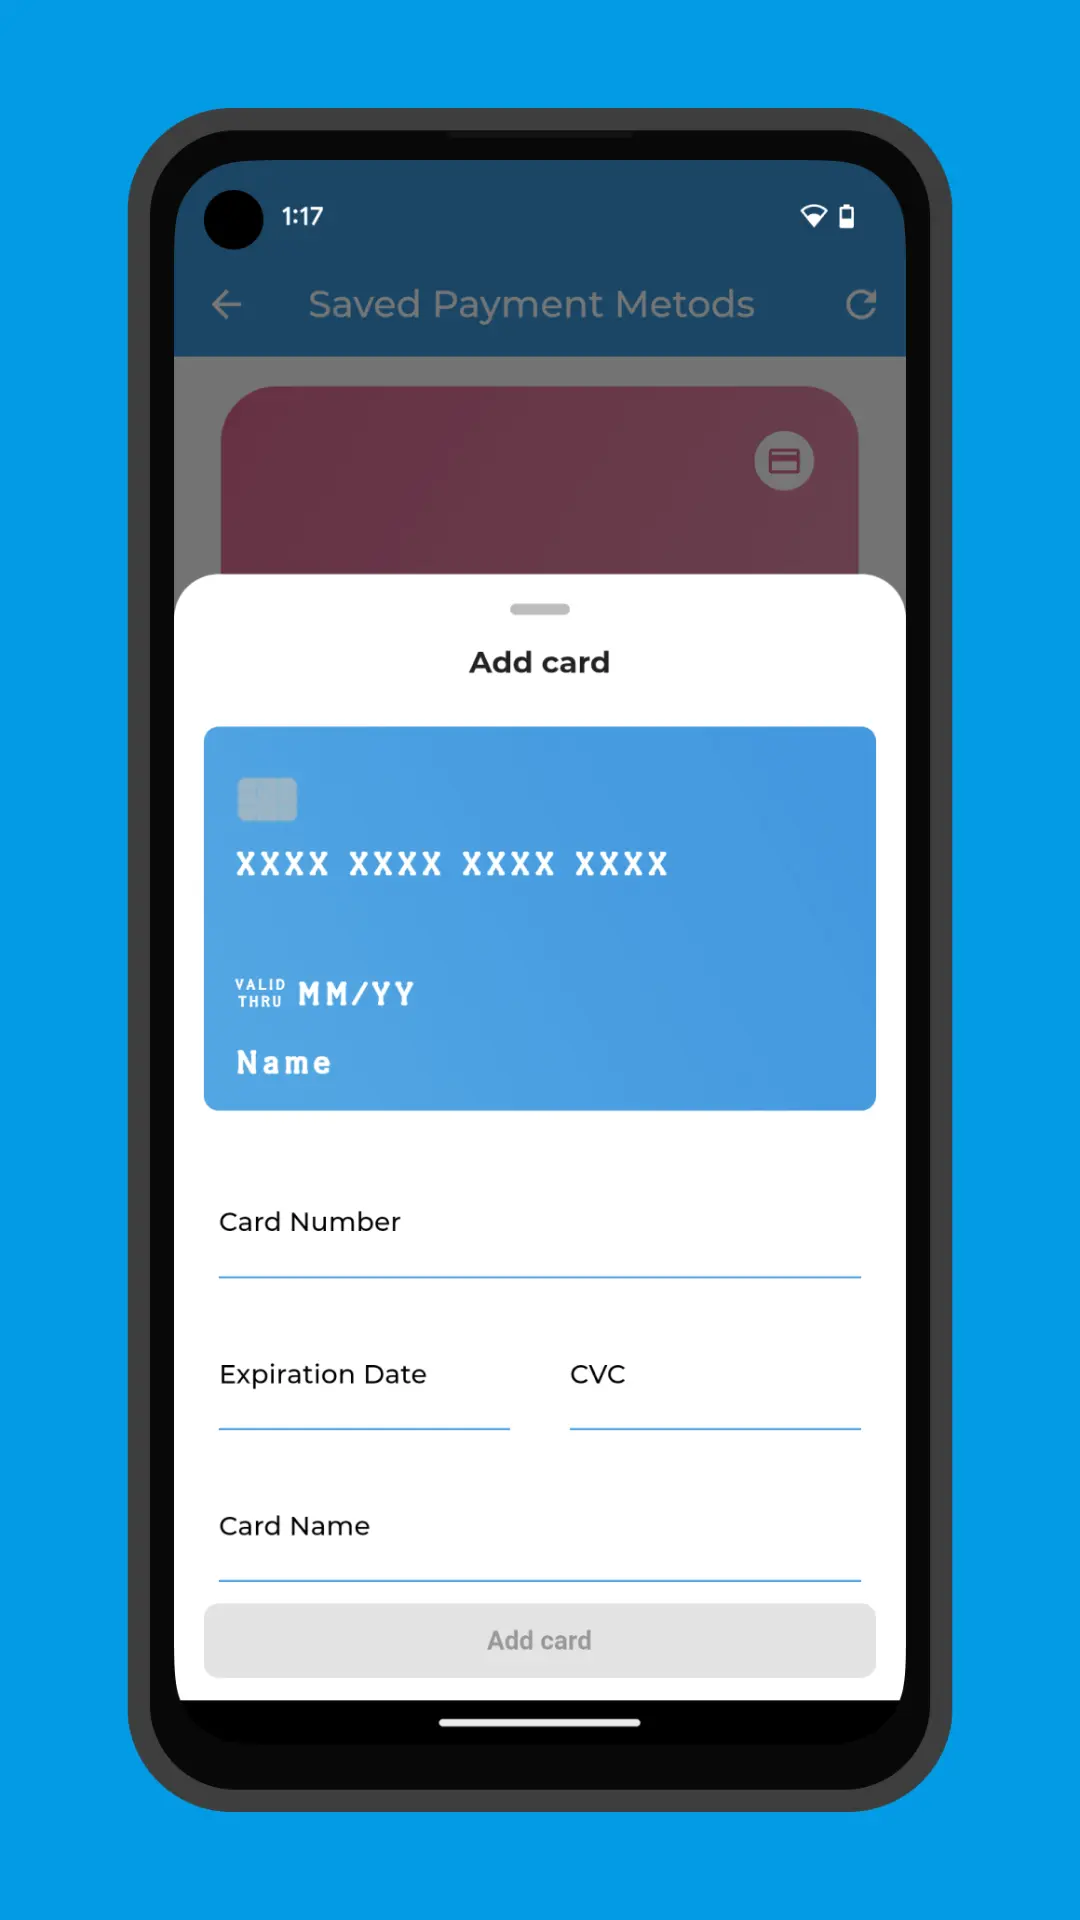 1:17
Saved Payment Metods
Add card
XXXX XXXX XXXX XXXX
VALID
THRU MM/YY
Name
Card Number
Expiration Date CVC
Card Name
Add card